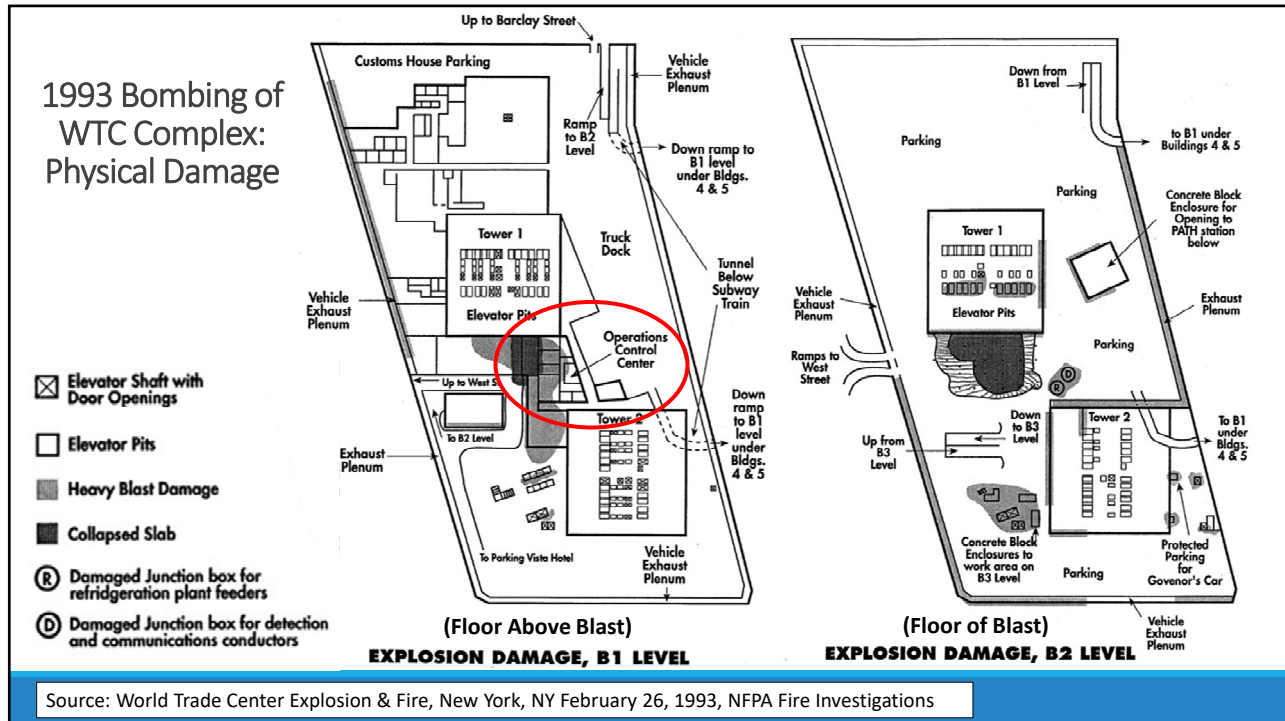 1993 Bombing of
WTC Complex:
Physical Damage
Elevator Shaft with
Door Openings
Elevator Pits
Heavy Blast Damage
Collapsed Slab
R
Damaged Junction box for
refridgeration plant feeders
D
Damaged Junction box for detection
and communications conductors
Up to Barclay Street
Customs House Parking
Vehicle
Exhaust
Plenum
Ramp
to B2
Level
Down ramp to
B1 level
under Bldgs.
4 & 5
Tower 1
Truck
Dock
Tunnel
Below
Subway
Train
Vehicle
Exhaust
Plenum
Elevator Pits
Operations
Control
Center
Up to West S
To B2 Level
Tower 2
Down
ramp
to B1
level
under
Bldgs.
4 & 5
Exhaust
Plenum
To Parking Vista Hotel
Vehicle
Exhaust
Plenum
(Floor Above Blast)
EXPLOSION DAMAGE, B1 LEVEL
Down from
B1 Level
Parking
to B1 under
Buildings 4 & 5
Parking
Concrete Block
Enclosure for
Opening to
PATH station
below
Tower 1
Vehicle
Exhaust
Plenum
Elevator Pits
Exhaust
Plenum
Parking
Ramps to
West
Street
D
R
Down
to B3
Level
Tower 2
Up from
B3
Level
To B1
under
Bldgs.
4 & 5
Concrete Block
Enclosures to
work area on
B3 Level
Parking
Protected
Parking
for
Govenor's Car
Vehicle
Exhaust
Plenum
(Floor of Blast)
EXPLOSION DAMAGE, B2 LEVEL
Source: World Trade Center Explosion & Fire, New York, NY February 26, 1993, NFPA Fire Investigations